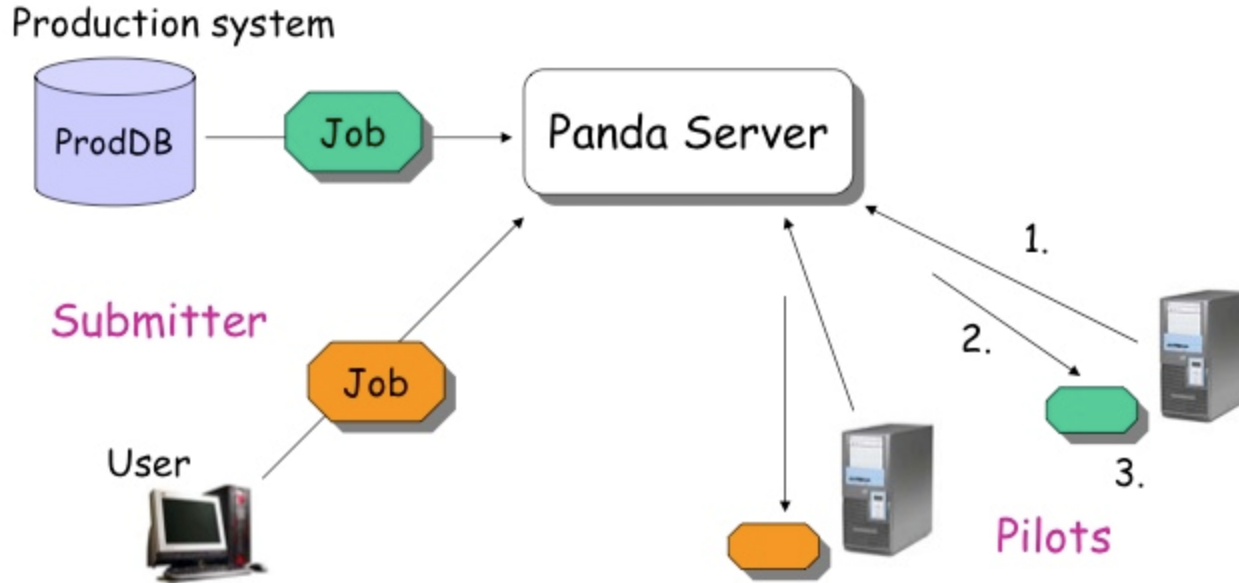 Production system
ProdDB
Job
Panda Server
1.
Submitter
2.
Job
User
3.
Pilots